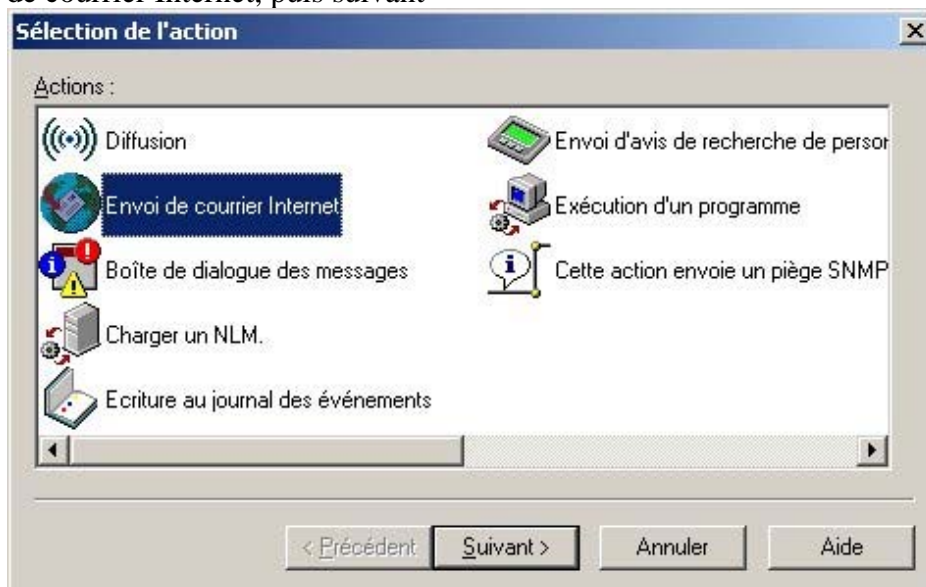 de courrier Internet, puis suivant
Sélection de l'action
Actions :
Diffusion
Envoi de courrier Internet
Boîte de dialogue des messages
Charger un NLM.
Ecriture au journal des événements
Envoi d'avis de recherche de person
Exécution d'un programme
Cette action envoie un piège SNMP
< Précédent
Suivant >
Annuler
Aide